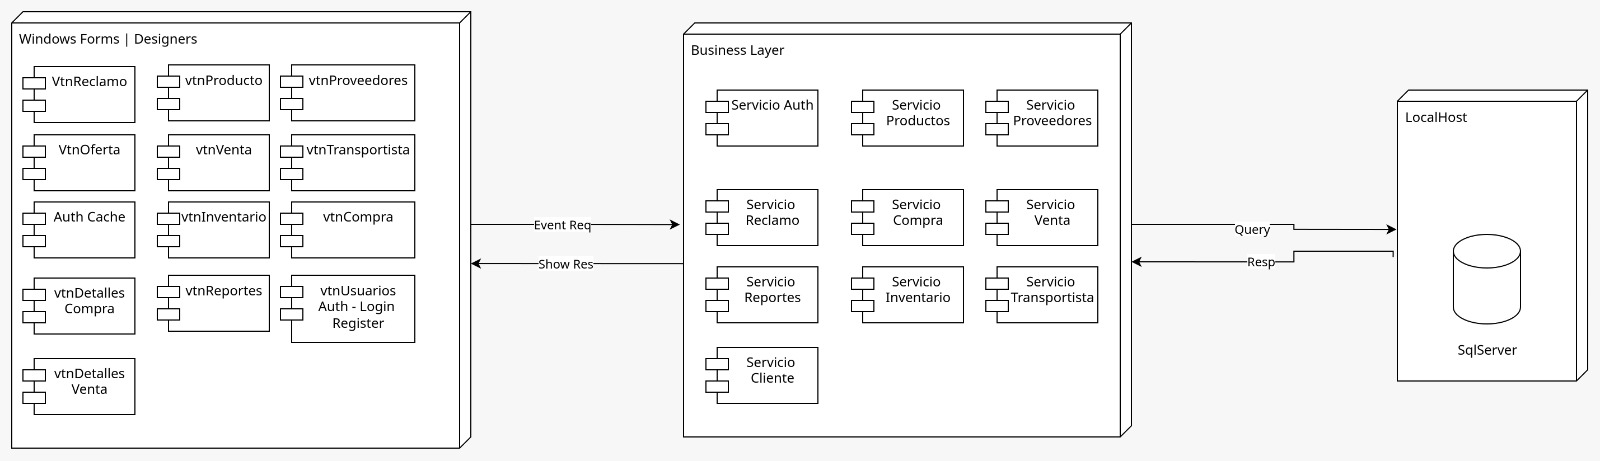 Windows Forms | Designers
VtnReclamo
vtnProducto
vtnProveedores
VtnOferta
vtnVenta
vtnTransportista
Auth Cache
vtnInventario
vtnCompra
vtnDetalles
Compra
vtnReportes
vtnUsuarios
Auth - Login
Register
vtnDetalles
Venta
Event Req
Show Res
Business Layer
Servicio Auth
Servicio
Productos
Servicio
Proveedores
Servicio
Reclamo
Servicio
Compra
Servicio
Venta
Servicio
Reportes
Servicio
Inventario
Servicio
Transportista
Servicio
Cliente
Query
Resp
LocalHost
SqlServer